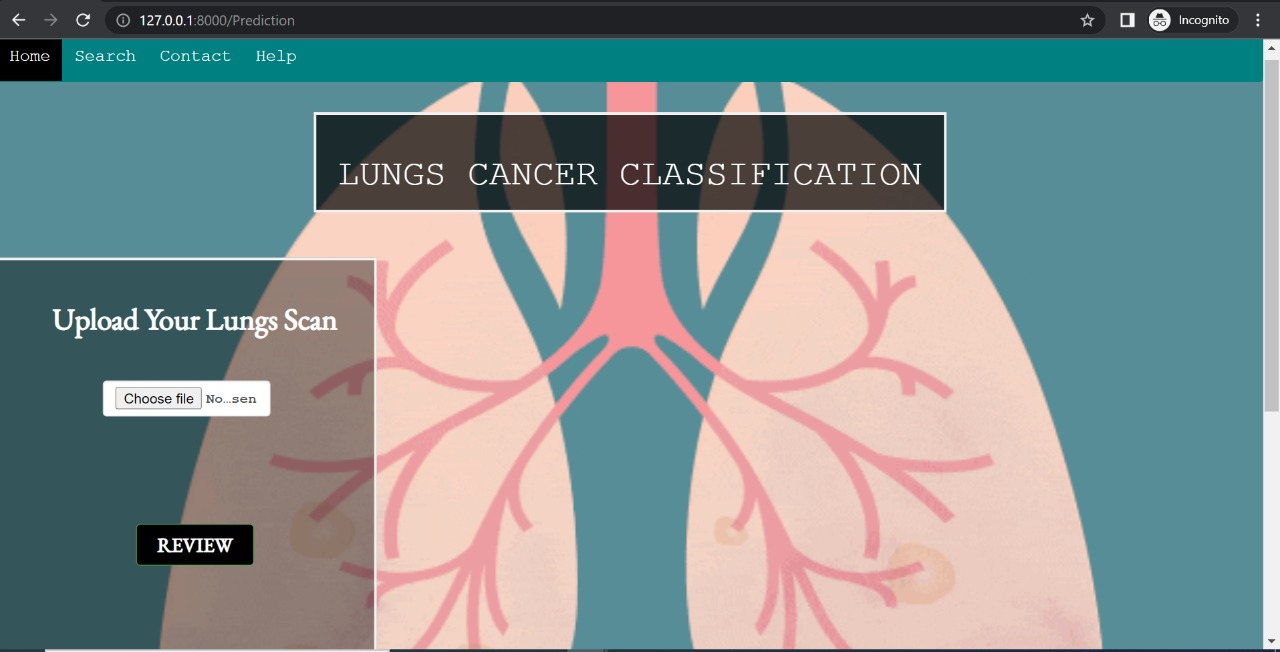 127.0.0.1:8000/Prediction
Incognito
Home Search Contact Help
LUNGS CANCER CLASSIFICATION
Upload Your Lungs Scan
Choose file No...sen
REVIEW